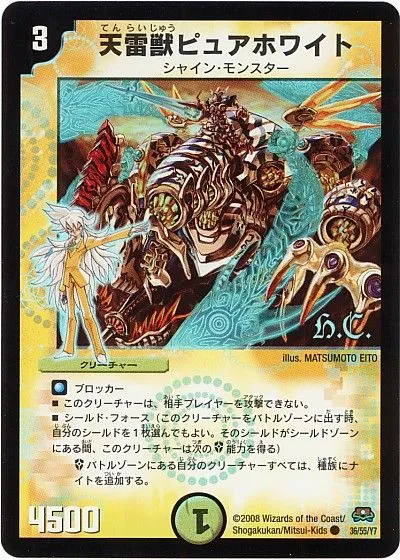 3
てん らいじゅう
天雷獣ピュアホワイト
シャイン・モンスター
h.C.
illus. MATSUMOTO EITO
クリーチャー
ブロッカー
■ このクリーチャーは、相手プレイヤーを攻撃できない。
■ シールド・フォース（このクリーチャーをバトルゾーンに出す時、
自分のシールドを1枚選んでもよい。そのシールドがシールドゾーン
にある間、このクリーチャーは次の能力を得る）
バトルゾーンにある自分のクリーチャーすべては、種族にナ
イトを追加する。
4500
1
©2008 Wizards of the Coast/
Shogakukan/Mitsui-Kids ● 36/55/Y7